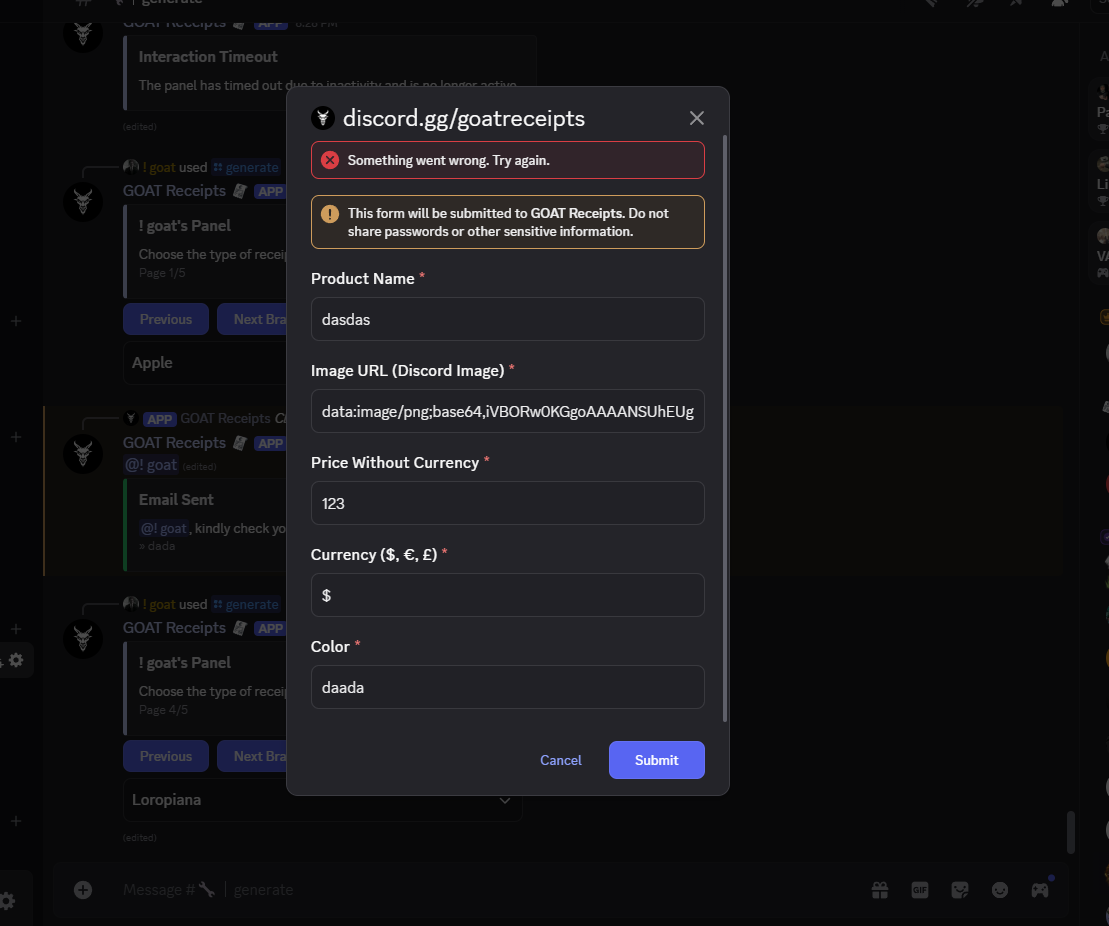 generate
GOAT Receipts APP 8:28 PM
Interaction Timeout
The panel has timed out due to inactivity and is no longer active
(edited)
! goat used generate
GOAT Receipts APP
! goat's Panel
Choose the type of recei
Page 1/5
Previous Next Bra
Apple
APP GOAT Receipts
GOAT Receipts APP
@! goat (edited)
Email Sent
@! goat, kindly check yo
» dada
! goat used generate
GOAT Receipts APP
! goat's Panel
Choose the type of recei
Page 4/5
Previous Next Bra
Loropiana
(edited)
Message # | generate
GIF
discord.gg/goatreceipts
Something went wrong. Try again.
This form will be submitted to GOAT Receipts. Do not
share passwords or other sensitive information.
Product Name *
dasdas
Image URL (Discord Image) *
data:image/png;base64,iVBORw0KGgoAAAANSUhEUg
Price Without Currency *
123
Currency ($, €, £) *
$
Color *
daada
Cancel Submit